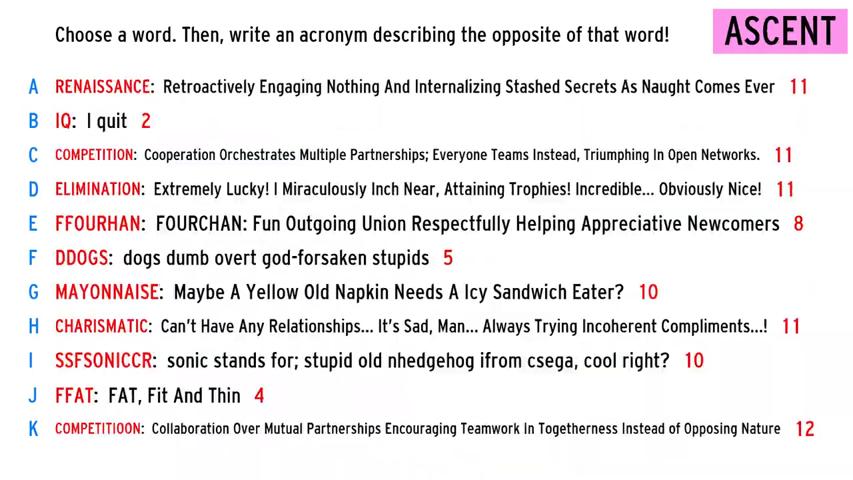 Choose a word. Then, write an acronym describing the opposite of that word!
ASCENT
A RENAISSANCE: Retroactively Engaging Nothing And Internalizing Stashed Secrets As Naught Comes Ever 11
B IQ: I quit 2
C COMPETITION: Cooperation Orchestrates Multiple Partnerships; Everyone Teams Instead, Triumphing In Open Networks. 11
D ELIMINATION: Extremely Lucky! I Miraculously Inch Near, Attaining Trophies! Incredible... Obviously Nice! 11
E FFOURHAN: FOURCHAN: Fun Outgoing Union Respectfully Helping Appreciative Newcomers 8
F DDOGS: dogs dumb overt god-forsaken stupids 5
G MAYONNAISE: Maybe A Yellow Old Napkin Needs A Icy Sandwich Eater? 10
H CHARISMATIC: Can't Have Any Relationships... It's Sad, Man... Always Trying Incoherent Compliments...! 11
I SSFSONICCR: sonic stands for; stupid old nhedgehog ifrom csega, cool right? 10
J FFAT: FAT, Fit And Thin 4
K COMPETITIOON: Collaboration Over Mutual Partnerships Encouraging Teamwork In Togetherness Instead of Opposing Nature 12